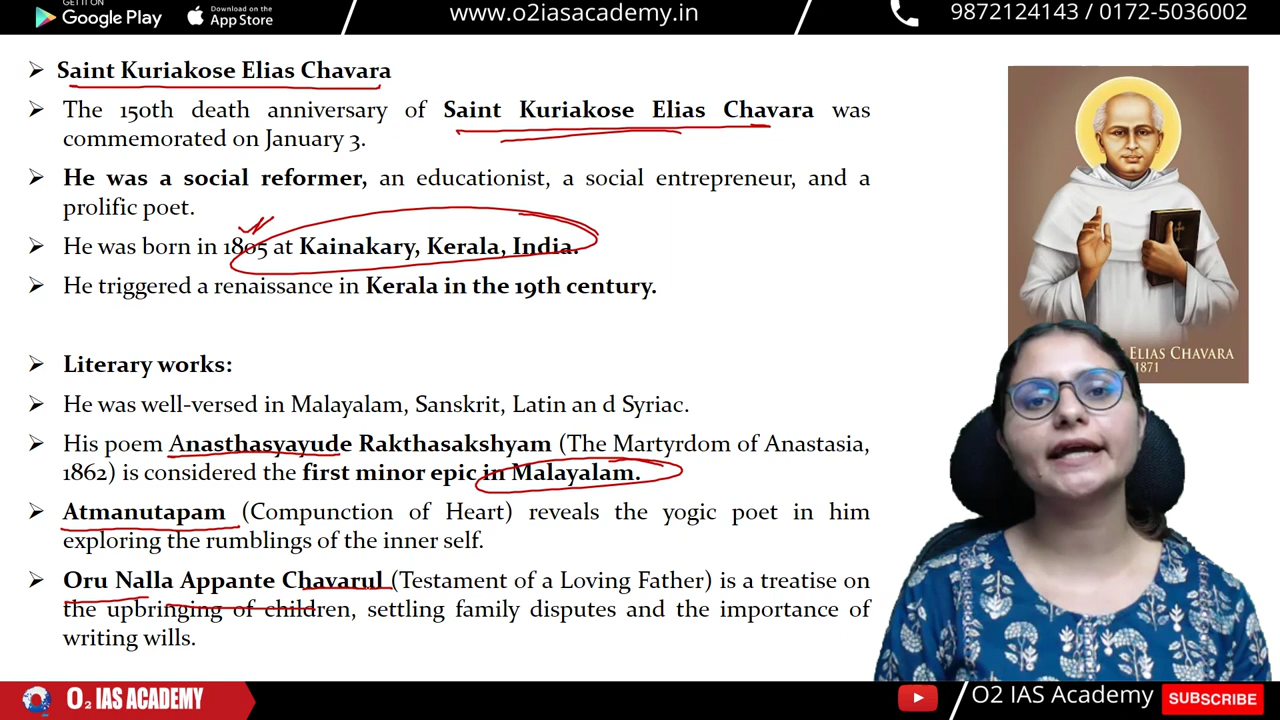 GET IT ON
Google Play
Download on the
App Store
www.o2iasacademy.in
9872124143 / 0172-5036002
➢ Saint Kuriakose Elias Chavara
➢ The 150th death anniversary of Saint Kuriakose Elias Chavara was
commemorated on January 3.
➢ He was a social reformer, an educationist, a social entrepreneur, and a
prolific poet.
➢ He was born in 1805 at Kainakary, Kerala, India.
➢ He triggered a renaissance in Kerala in the 19th century.
➢ Literary works:
➢ He was well-versed in Malayalam, Sanskrit, Latin an d Syriac.
➢ His poem Anasthasyayude Rakthasakshyam (The Martyrdom of Anastasia,
1862) is considered the first minor epic in Malayalam.
➢ Atmanutapam (Compunction of Heart) reveals the yogic poet in him
exploring the rumblings of the inner self.
➢ Oru Nalla Appante Chavarul (Testament of a Loving Father) is a treatise on
the upbringing of children, settling family disputes and the importance of
writing wills.
ELIAS CHAVARA
1871
O2 IAS ACADEMY
O2 IAS Academy
SUBSCRIBE